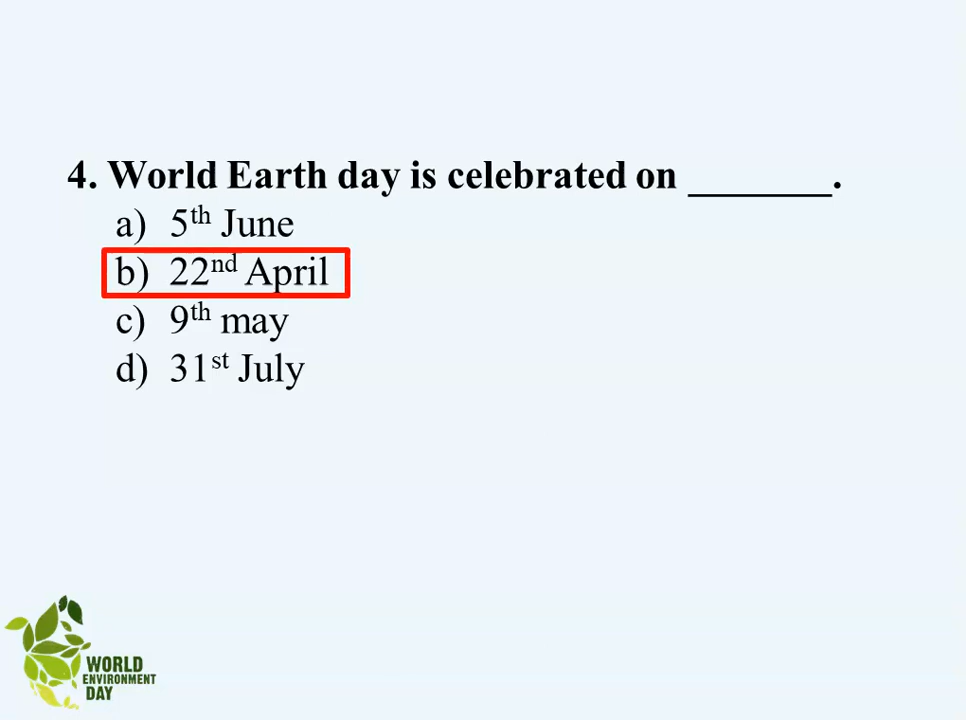 4. World Earth day is celebrated on _______.
a) 5th June
b) 22nd April
c) 9th may
d) 31st July
WORLD
ENVIRONMENT
DAY